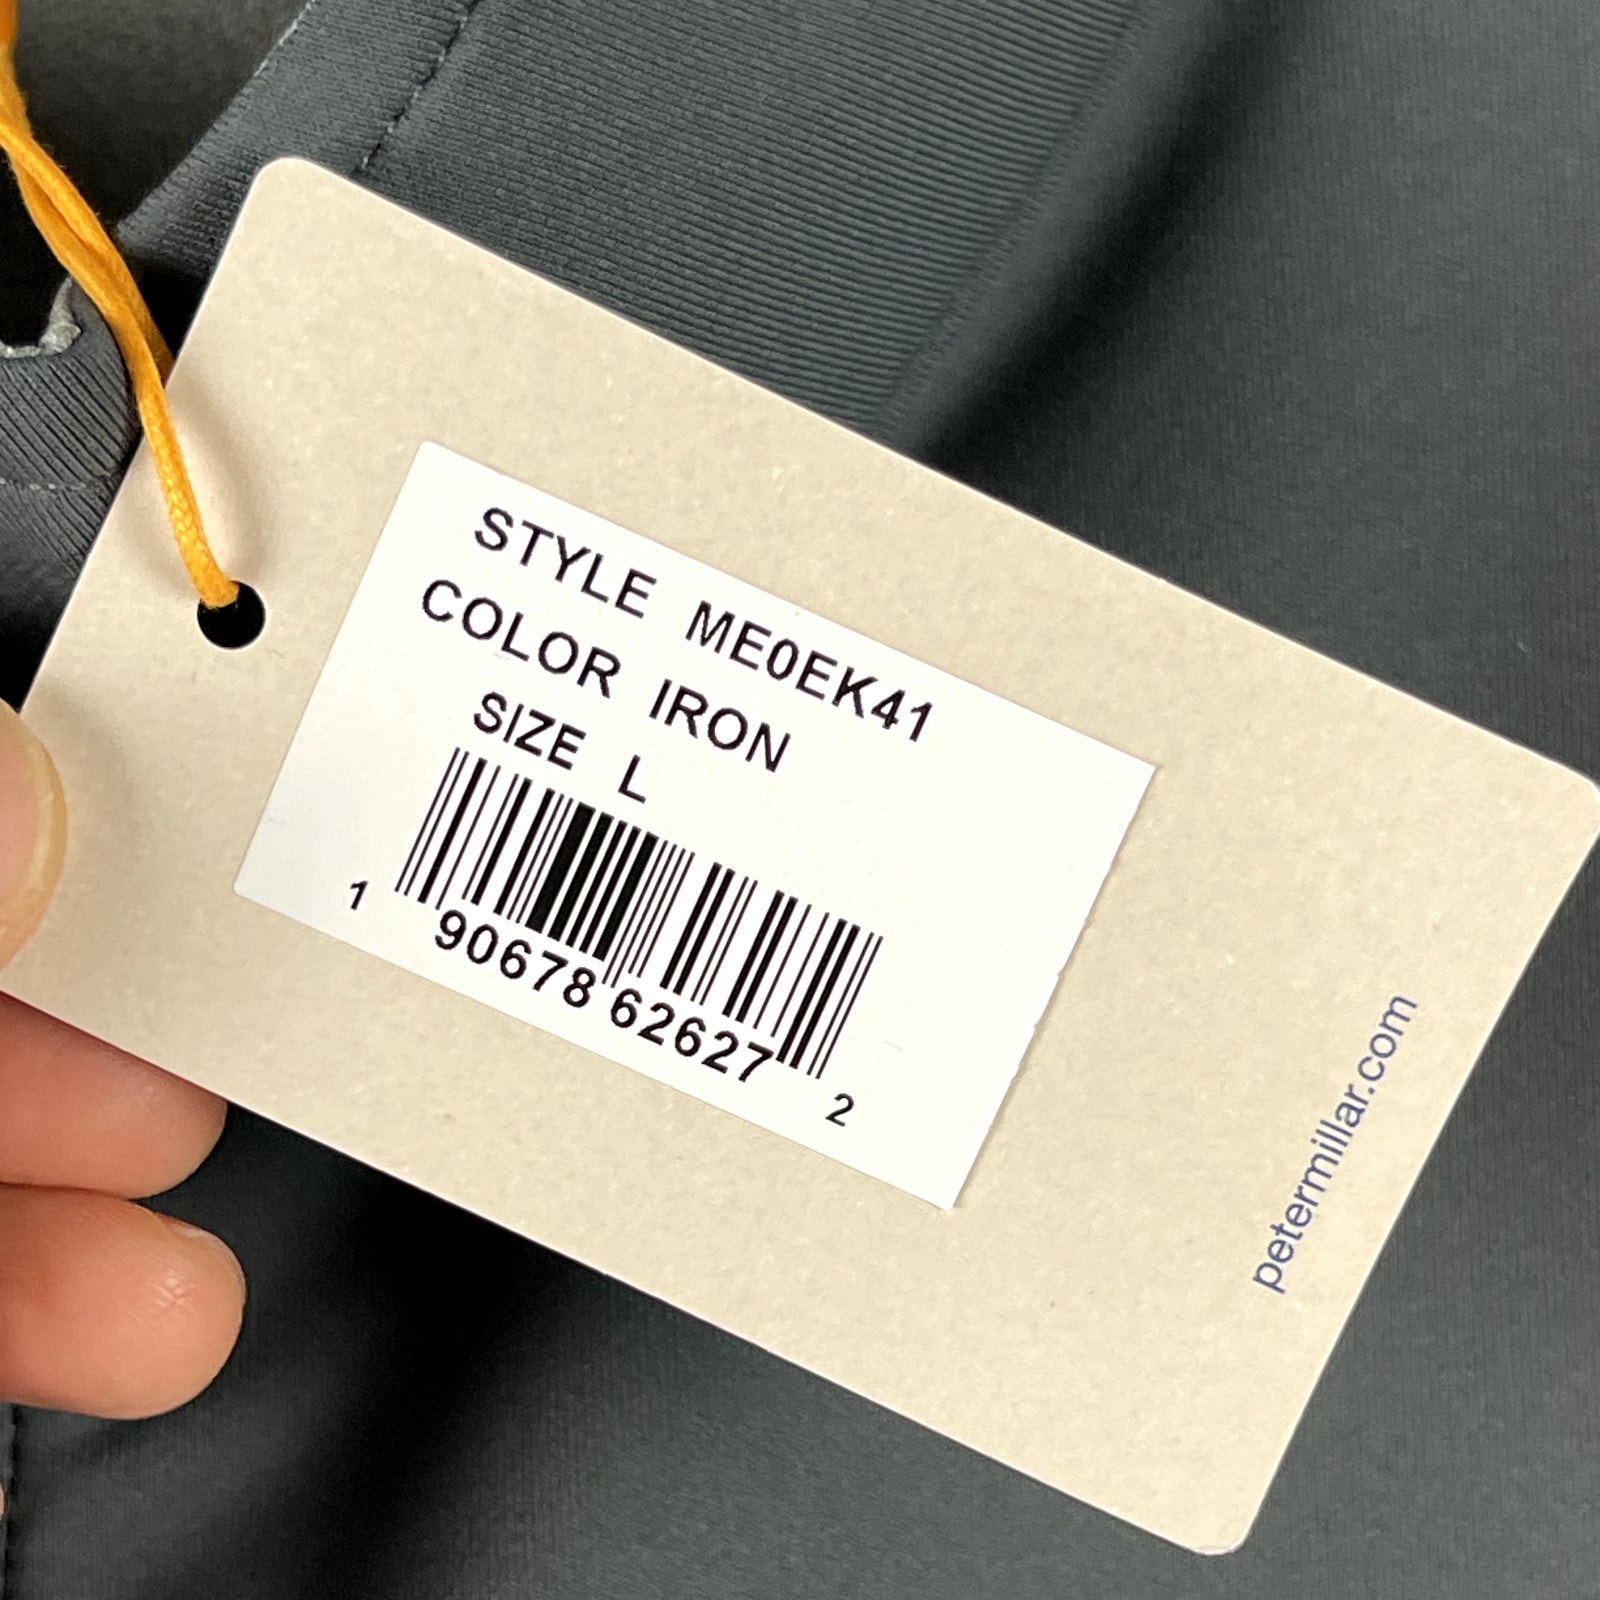 STYLE ME0EK41
COLOR IRON
SIZE L
1 90678 62627 2
petermillar.com